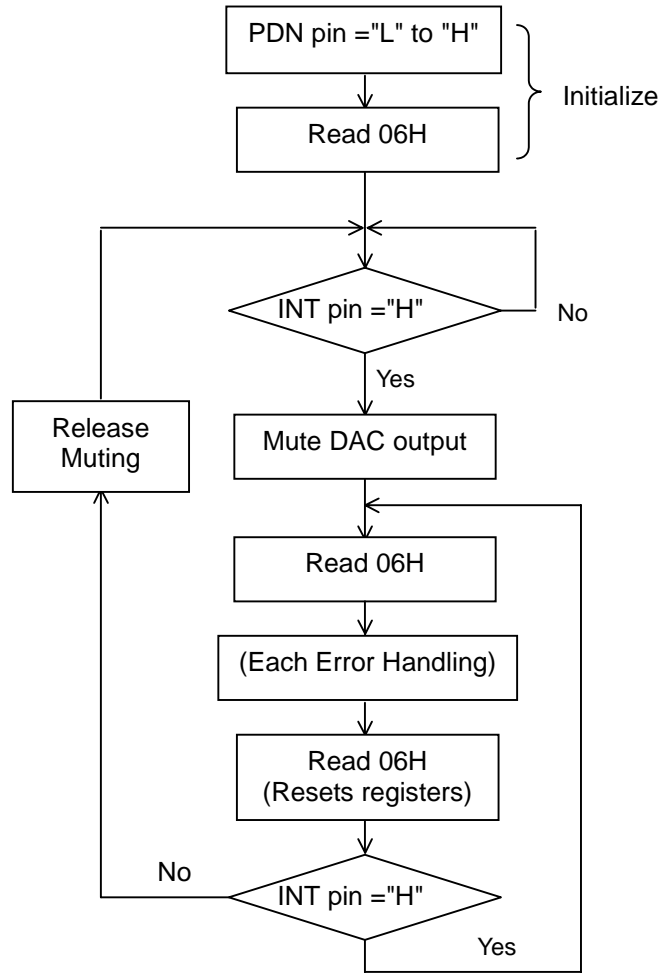 PDN pin ="L" to "H"
Initialize
Read 06H
INT pin ="H"
No
Yes
Release
Muting
Mute DAC output
Read 06H
(Each Error Handling)
Read 06H
(Resets registers)
No
INT pin ="H"
Yes